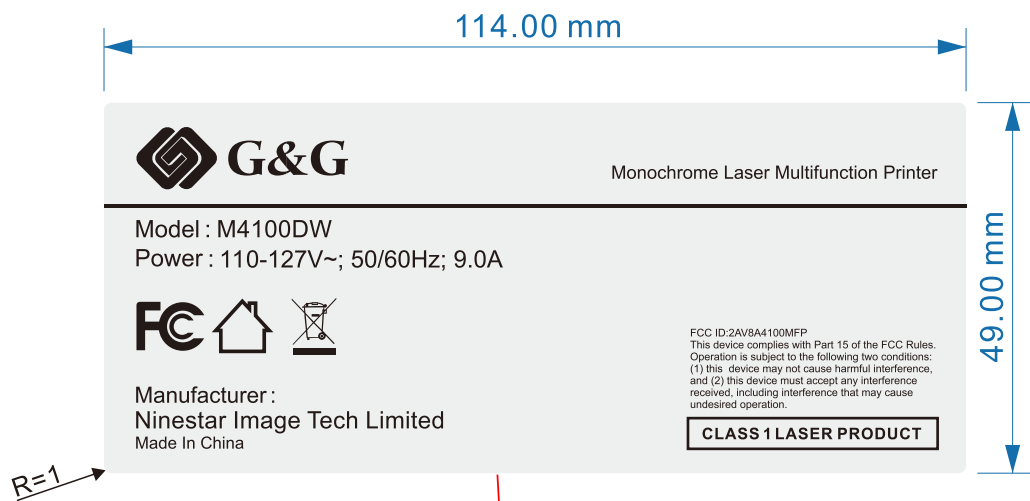 114.00 mm
G&G
Monochrome Laser Multifunction Printer
Model : M4100DW
Power : 110-127V~; 50/60Hz; 9.0A
49.00 mm
FC
FCC ID:2AV8A4100MFP
This device complies with Part 15 of the FCC Rules.
Operation is subject to the following two conditions:
(1) this  device may not cause harmful interference,
and (2) this device must accept any interference
received, including interference that may cause
undesired operation.
Manufacturer :
Ninestar Image Tech Limited
Made In China
CLASS 1 LASER PRODUCT
R=1